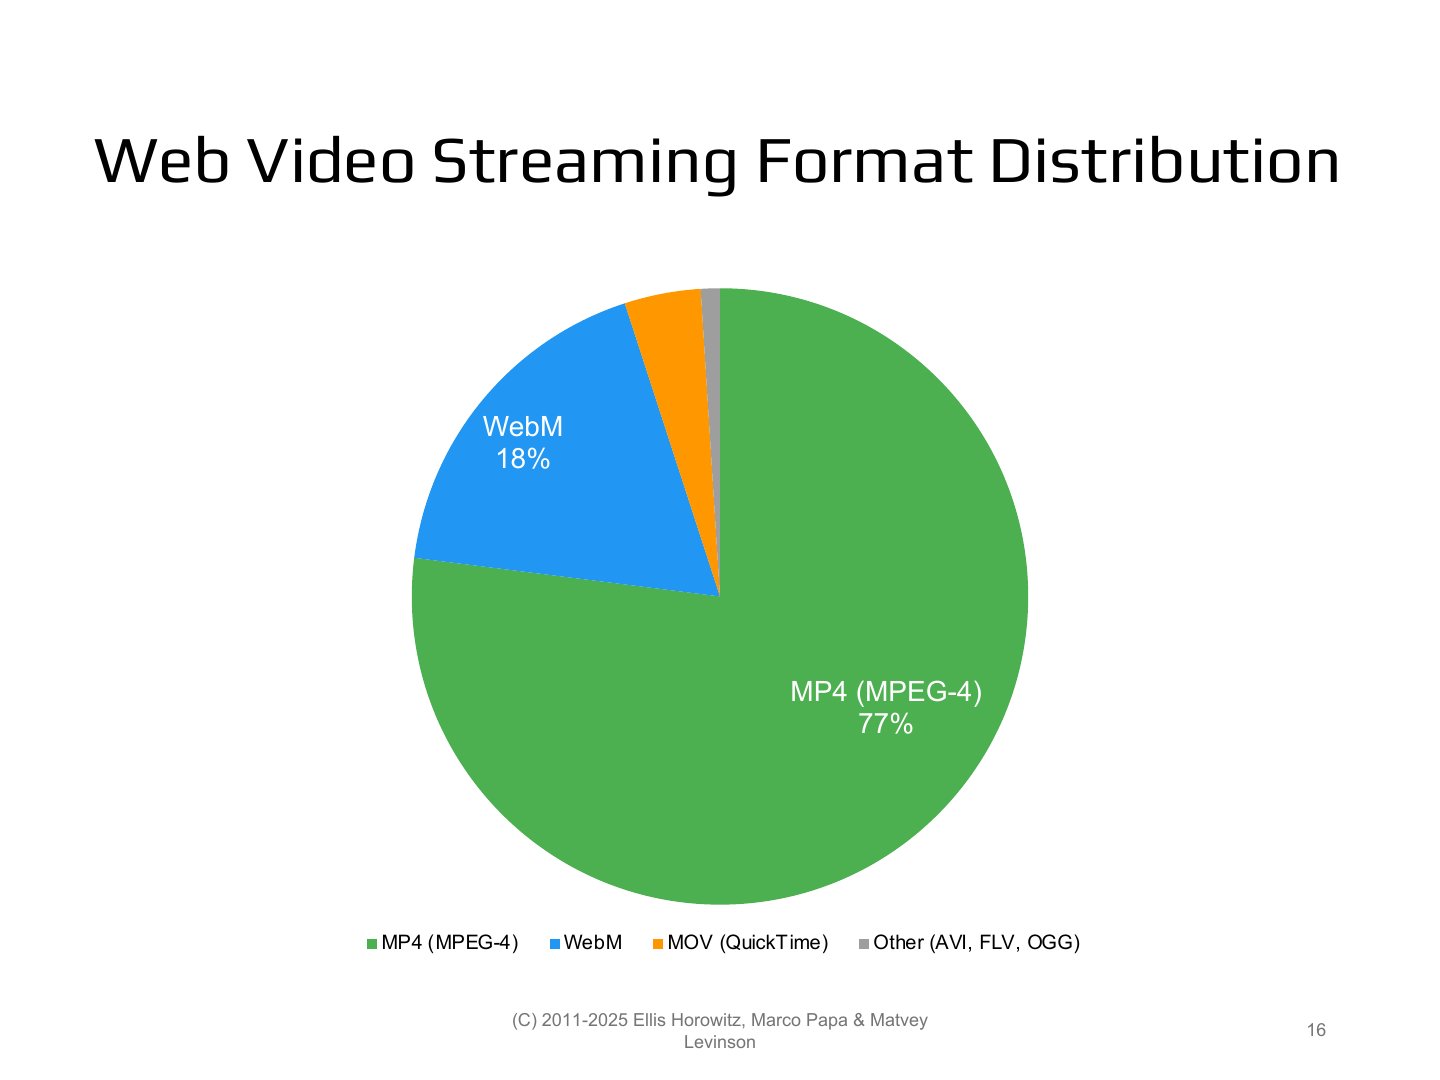 Web Video Streaming Format Distribution
WebM
18%
MP4 (MPEG-4)
77%
MP4 (MPEG-4) WebM MOV (QuickTime) Other (AVI, FLV, OGG)
(C) 2011-2025 Ellis Horowitz, Marco Papa & Matvey
Levinson
16